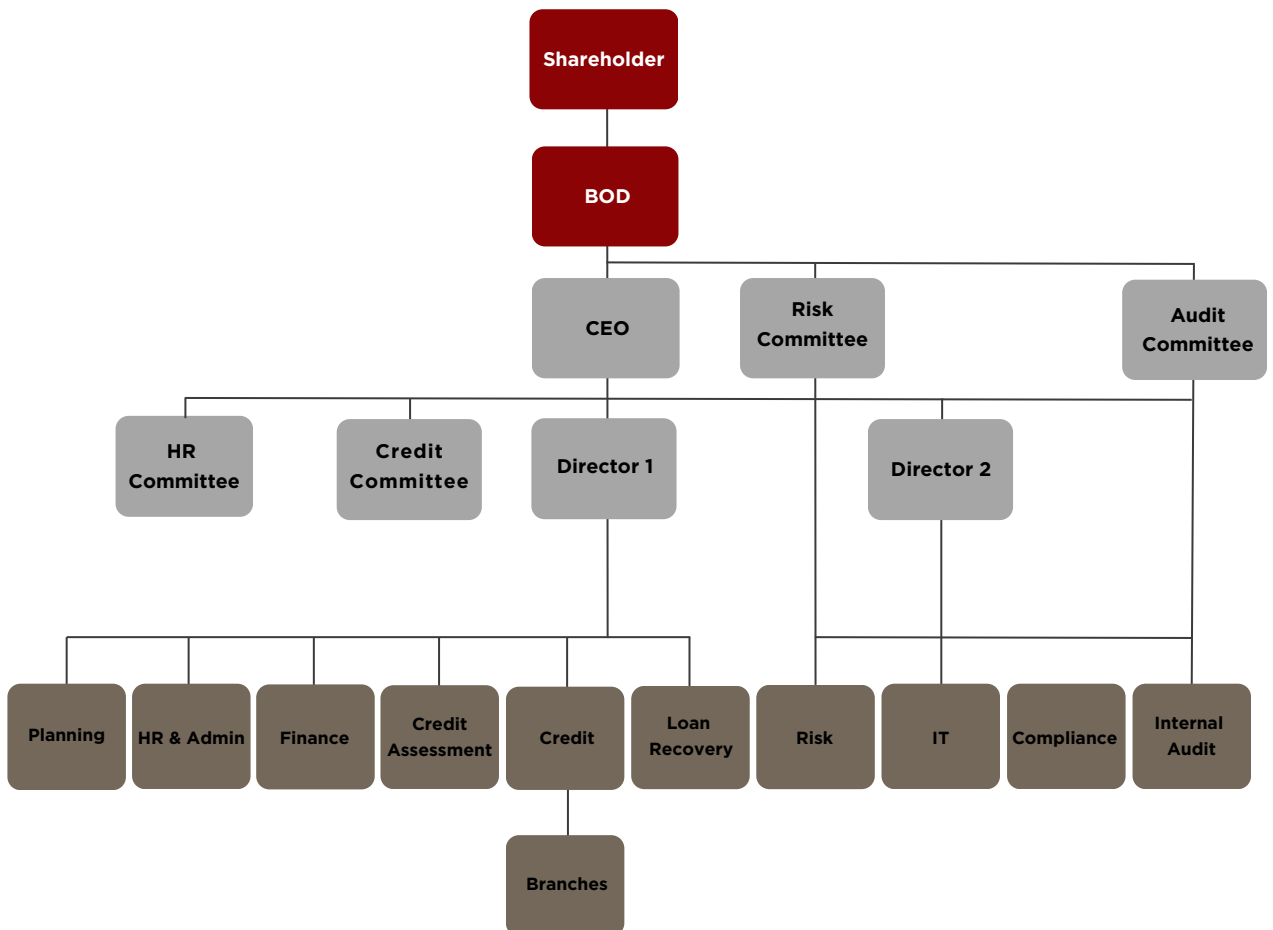 Shareholder
BOD
CEO
Risk
Committee
Audit
Committee
HR
Committee
Credit
Committee
Director 1
Director 2
Planning
HR & Admin
Finance
Credit
Assessment
Credit
Loan
Recovery
Risk
IT
Compliance
Internal
Audit
Branches